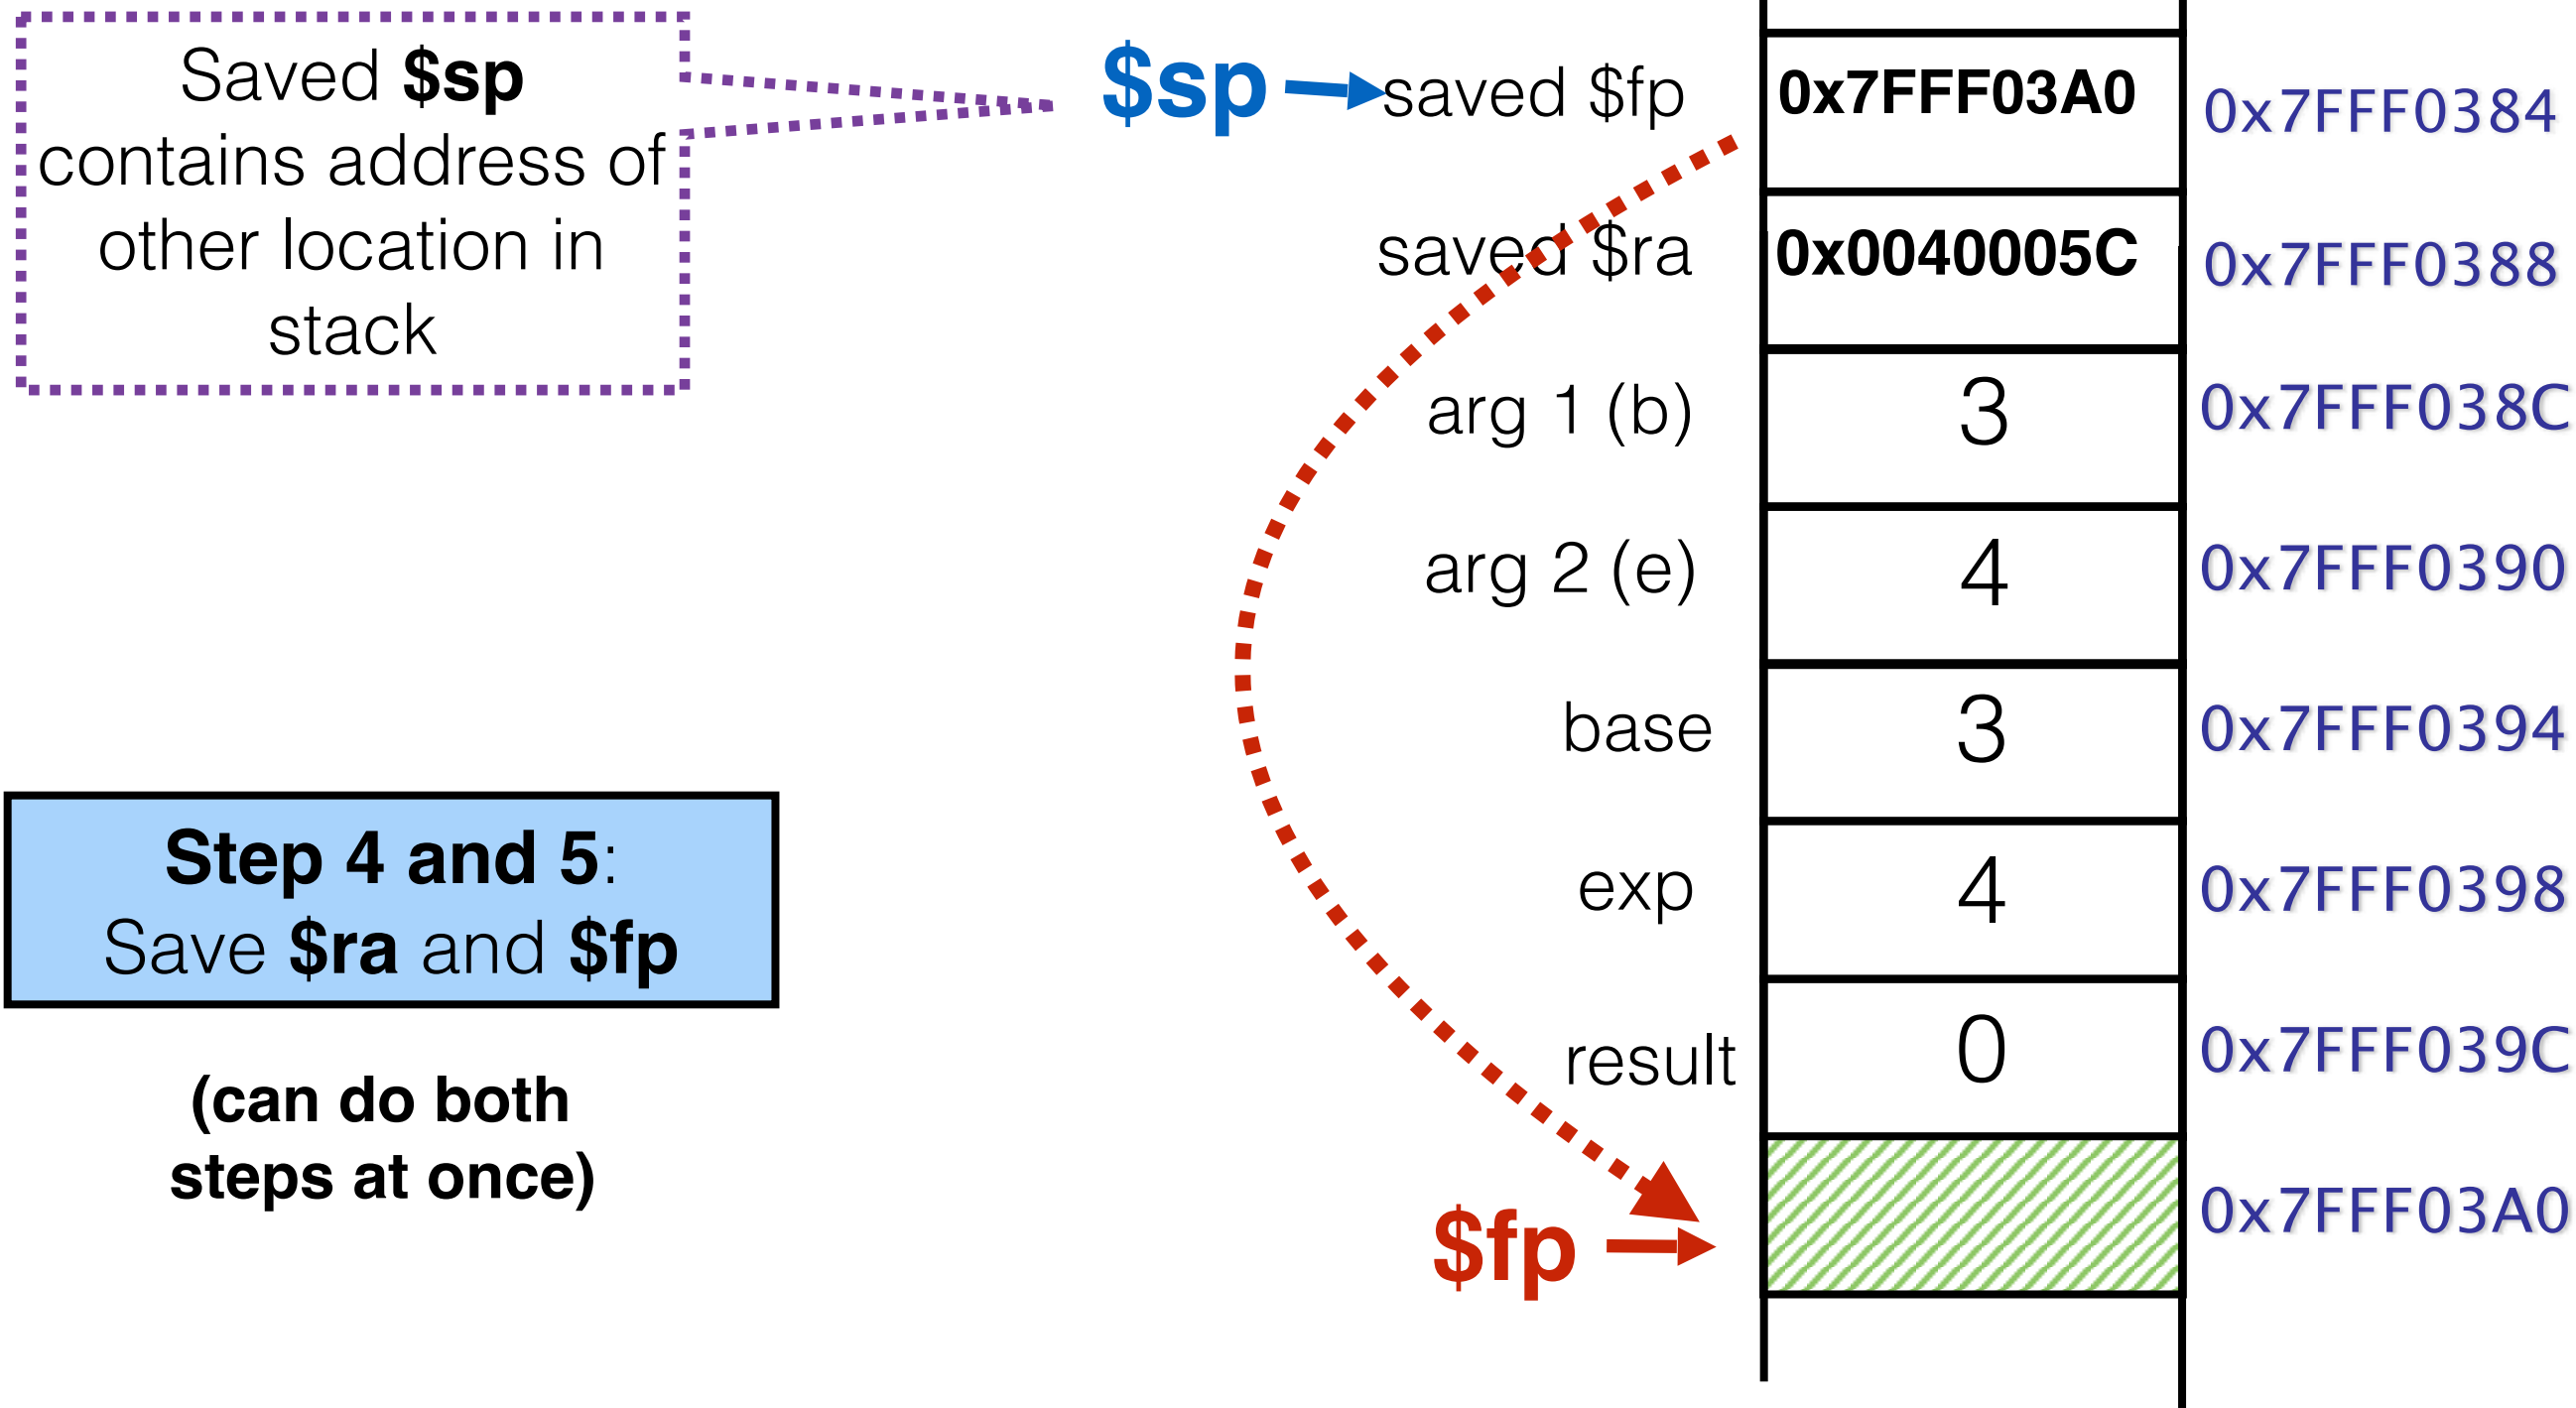 Saved $sp
contains address of
other location in
stack
$sp saved $fp 0x7FFF03A0 0x7FFF0384
saved $ra 0x0040005C 0x7FFF0388
arg 1 (b) 3 0x7FFF038C
arg 2 (e) 4 0x7FFF0390
base 3 0x7FFF0394
exp 4 0x7FFF0398
result 0 0x7FFF039C
$fp 0x7FFF03A0
Step 4 and 5:
Save $ra and $fp
(can do both
steps at once)